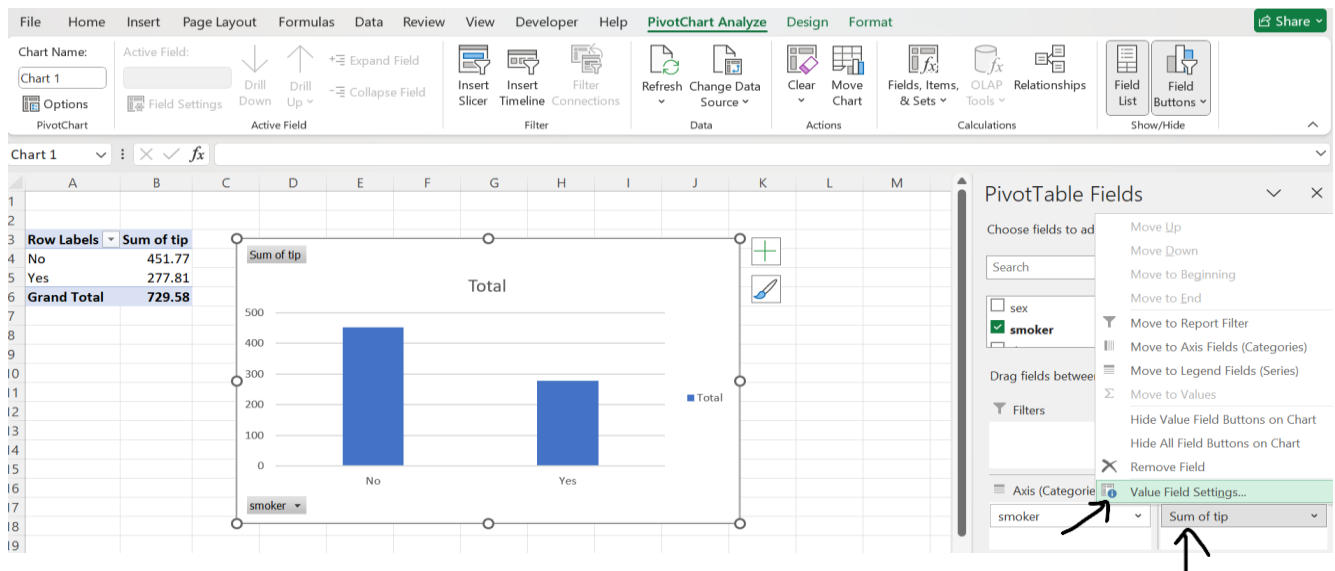 File Home Insert Page Layout Formulas Data Review View Developer Help PivotChart Analyze Design Format Share
Chart Name:
Chart 1
Options
PivotChart
Active Field:
Field Settings
Drill Down
Drill Up
Expand Field
Collapse Field
Active Field
Insert Slicer
Insert Timeline
Filter Connections
Filter
Refresh
Change Data Source
Data
Clear
Move Chart
Actions
Fields, Items, & Sets
OLAP Tools
Relationships
Calculations
Field List
Field Buttons
Show/Hide
Chart 1 fx
A B C D E F G H I J K L M
1
2
3 Row Labels Sum of tip
4 No 451.77
5 Yes 277.81
6 Grand Total 729.58
7
8
9
10
11
12
13
14
15
16
17
18
19
Sum of tip
Total
500
400
300
200
100
0
No Yes
Total
smoker
PivotTable Fields
Choose fields to ad
Search
sex
smoker
Drag fields betwee
Filters
Axis (Categorie
smoker
Sum of tip
Move Up
Move Down
Move to Beginning
Move to End
Move to Report Filter
Move to Axis Fields (Categories)
Move to Legend Fields (Series)
Σ Move to Values
Hide Value Field Buttons on Chart
Hide All Field Buttons on Chart
Remove Field
Value Field Settings...